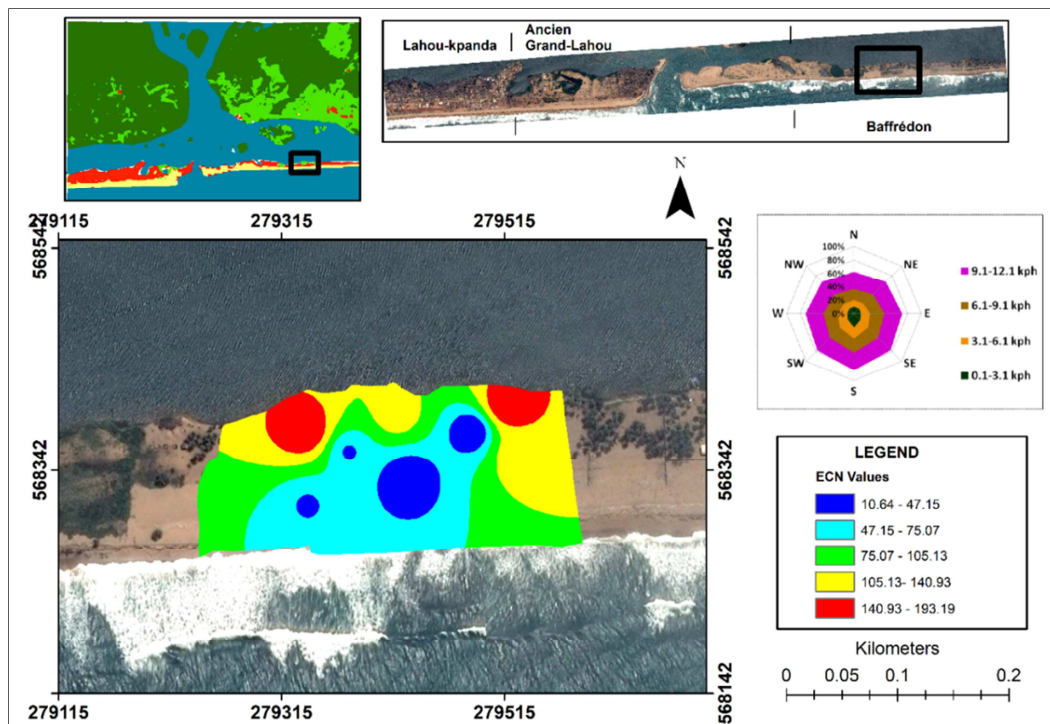 Lahou-kpanda
Ancien
Grand-Lahou
Baffrédon
N
279115
279315
279515
568542
568542
568342
568342
568142
279115
279315
279515
N
NE
E
SE
S
SW
W
NW
100%
80%
60%
40%
20%
0%
9.1-12.1 kph
6.1-9.1 kph
3.1-6.1 kph
0.1-3.1 kph
LEGEND
ECN Values
10.64 - 47.15
47.15 - 75.07
75.07 - 105.13
105.13- 140.93
140.93 - 193.19
Kilometers
0 0.05 0.1 0.2